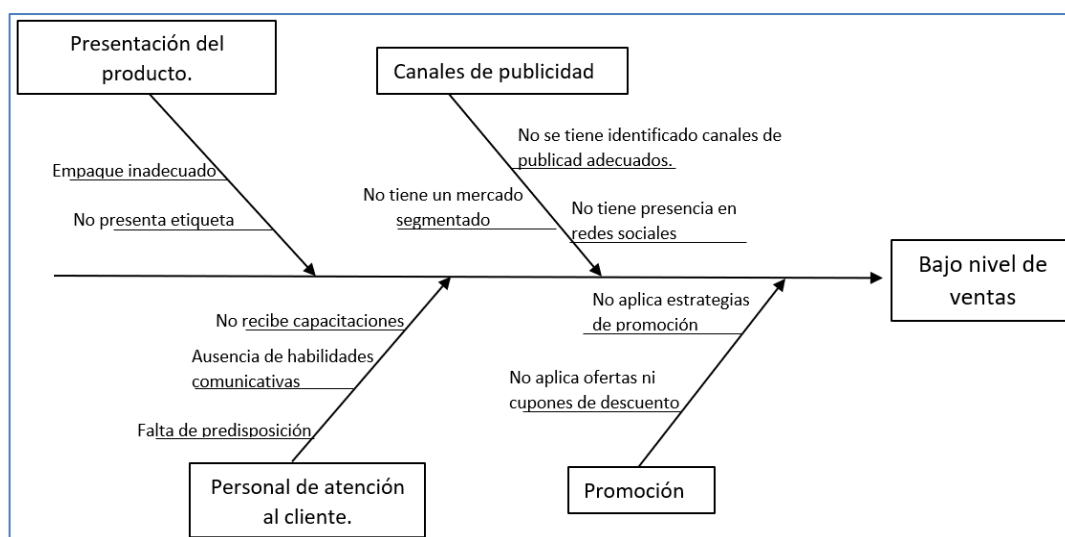 Presentación del
producto.
Canales de publicidad
Empaque inadecuado
No presenta etiqueta
No se tiene identificado canales de
publicad adecuados.
No tiene un mercado
segmentado
No tiene presencia en
redes sociales
Bajo nivel de
ventas
No recibe capacitaciones
Ausencia de habilidades
comunicativas
Falta de predisposición
No aplica estrategias
de promoción
No aplica ofertas ni
cupones de descuento
Personal de atención
al cliente.
Promoción